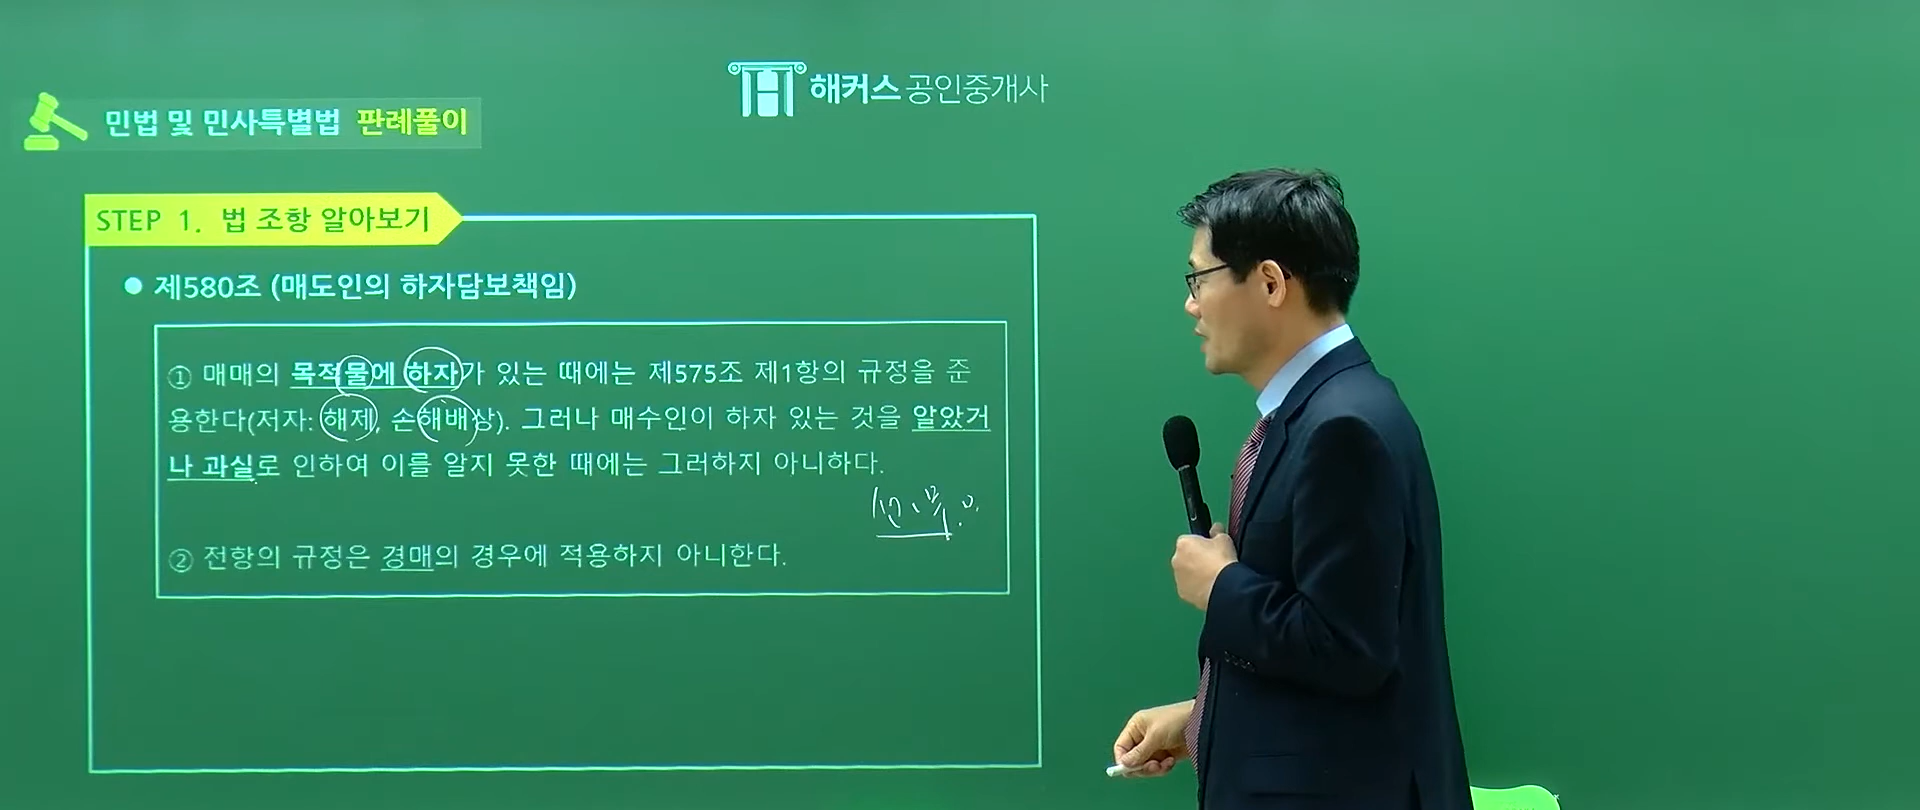 해커스 공인중개사
민법 및 민사특별법 판례풀이
STEP 1. 법 조항 알아보기
● 제580조 (매도인의 하자담보책임)
① 매매의 목적물에 하자가 있는 때에는 제575조 제1항의 규정을 준
용한다(저자: 해제, 손해배상). 그러나 매수인이 하자 있는 것을 알았거
나 과실로 인하여 이를 알지 못한 때에는 그러하지 아니하다.
② 전항의 규정은 경매의 경우에 적용하지 아니한다.